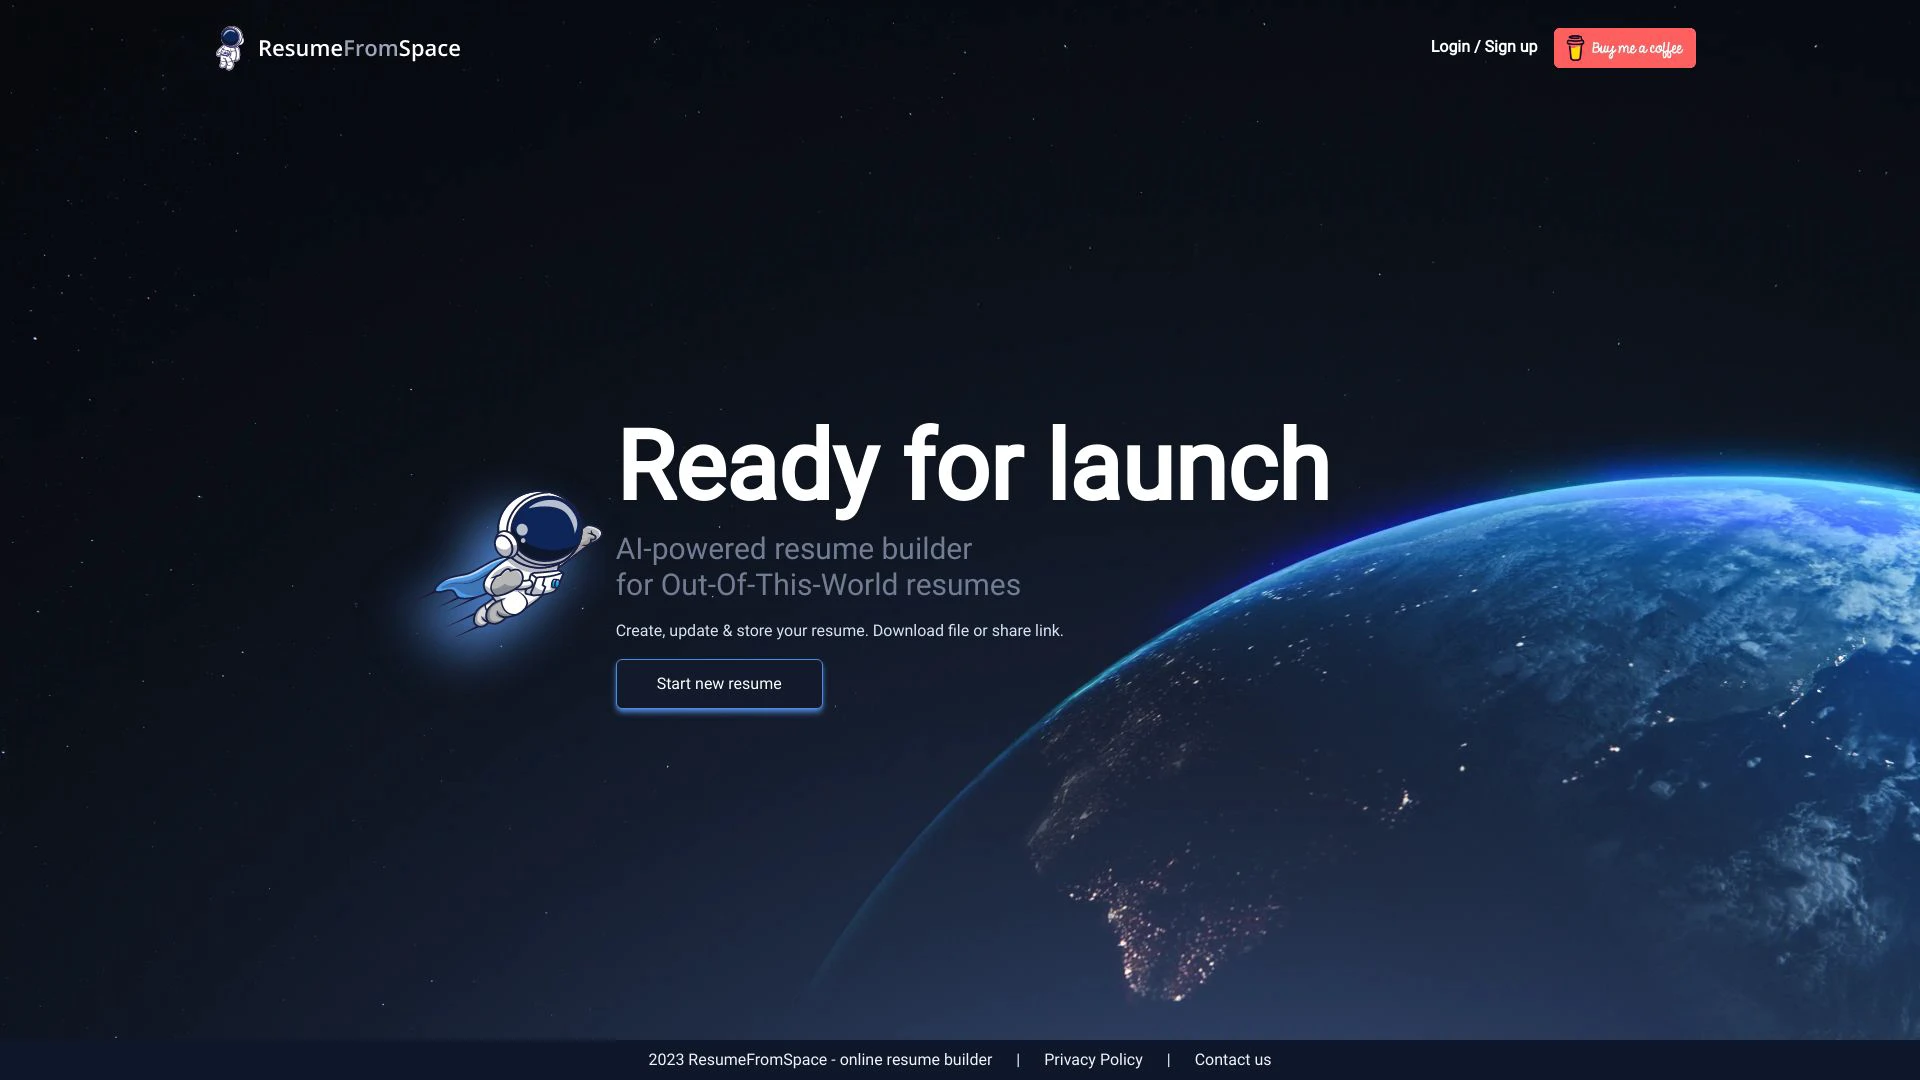 ResumeFromSpace
Login / Sign up
Buy me a coffee
Ready for launch
AI-powered resume builder
for Out-Of-This-World resumes
Create, update & store your resume. Download file or share link.
Start new resume
2023 ResumeFromSpace - online resume builder | Privacy Policy | Contact us